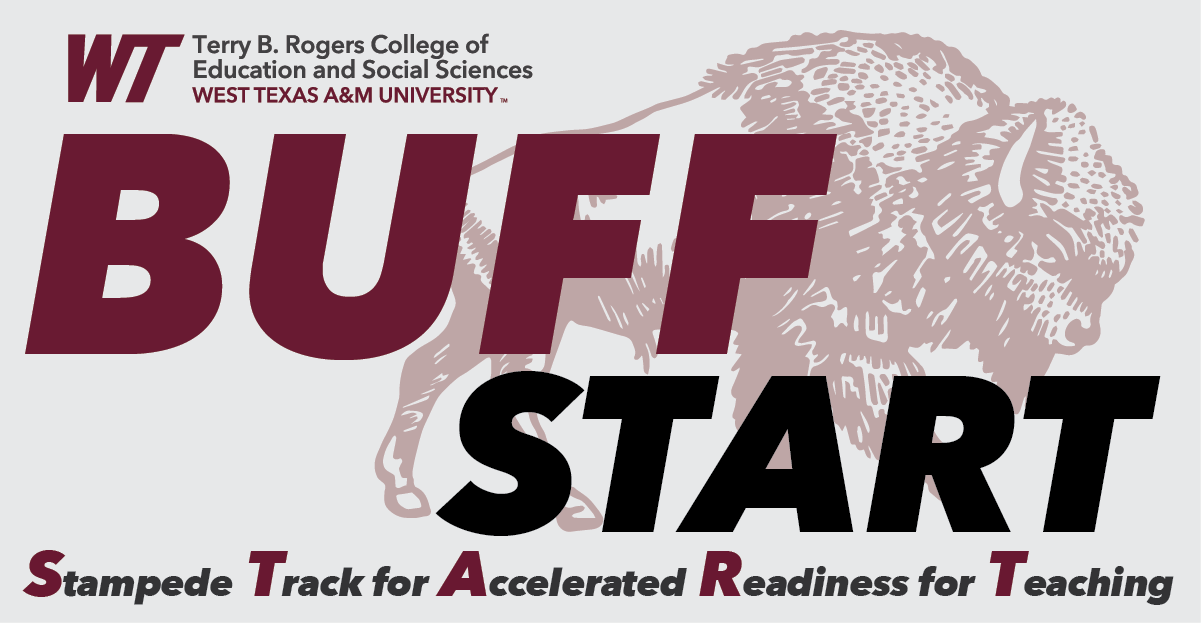 WT
Terry B. Rogers College of
Education and Social Sciences
WEST TEXAS A&M UNIVERSITY™
BUFF
START
Stampede Track for Accelerated Readiness for Teaching